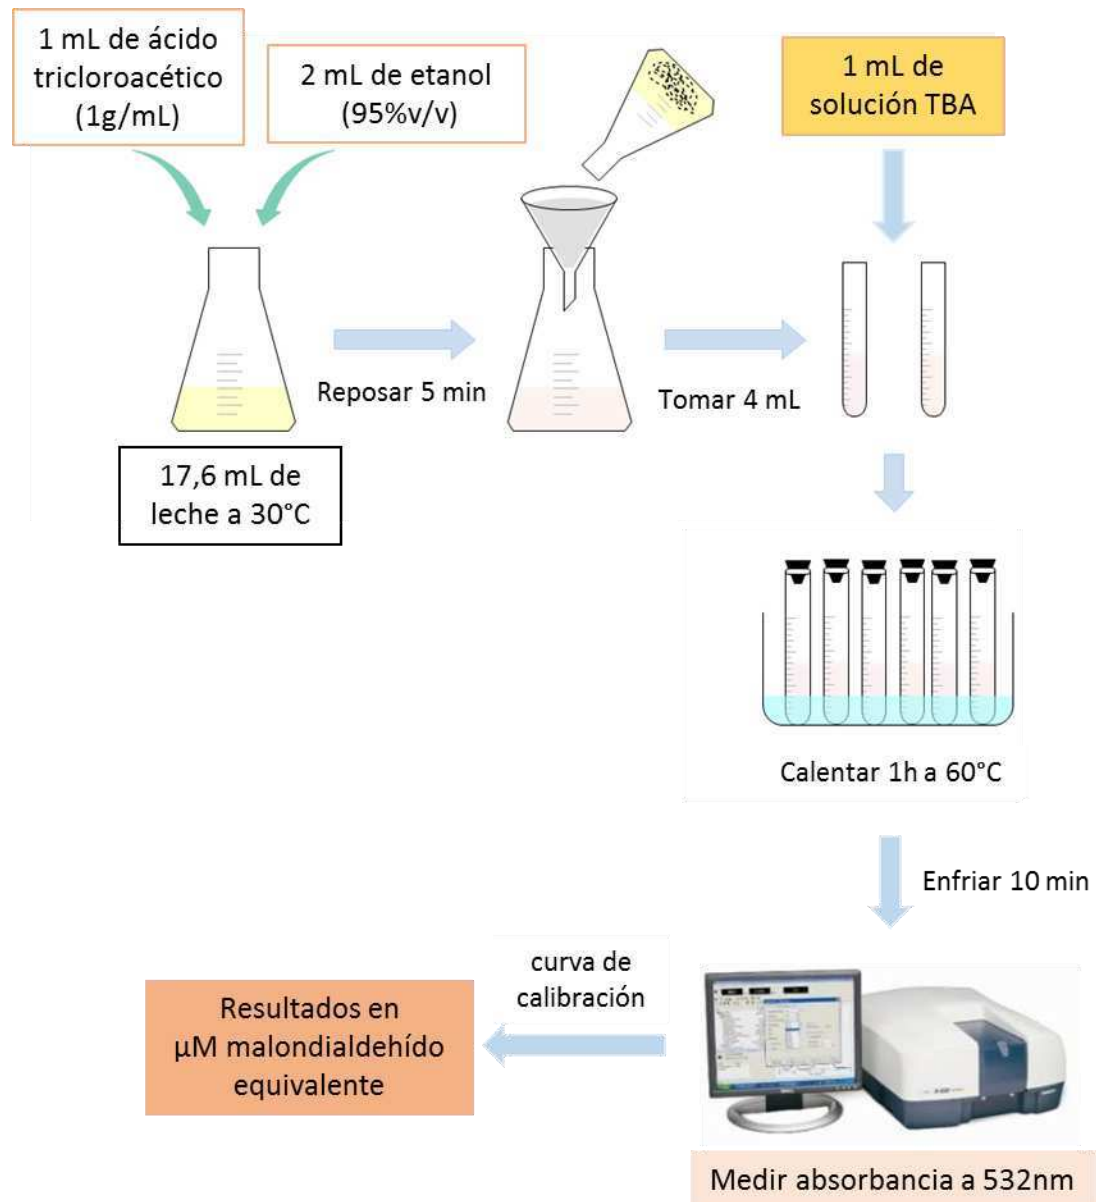 1 mL de ácido
tricloroacético
(1g/mL)
2 mL de etanol
(95%v/v)
1 mL de
solución TBA
Reposar 5 min
Tomar 4 mL
17,6 mL de
leche a 30°C
Calentar 1h a 60°C
Enfriar 10 min
curva de
calibración
Resultados en
µM malondialdehído
equivalente
Medir absorbancia a 532nm